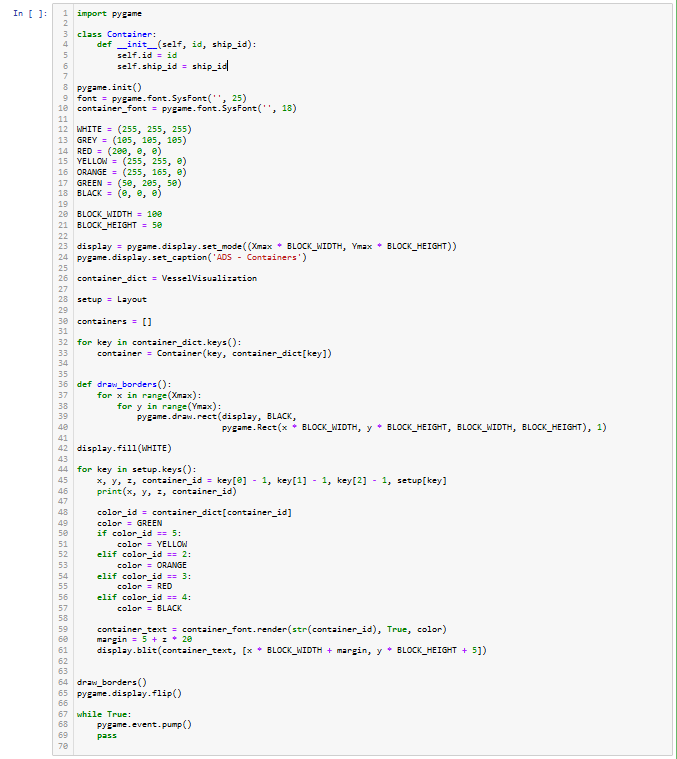 In [ ]:
1 import pygame
2
3 class Container:
4     def __init__(self, id, ship_id):
5         self.id = id
6         self.ship_id = ship_id
7
8 pygame.init()
9 font = pygame.font.SysFont('', 25)
10 container_font = pygame.font.SysFont('', 18)
11
12 WHITE = (255, 255, 255)
13 GREY = (105, 105, 105)
14 RED = (200, 0, 0)
15 YELLOW = (255, 255, 0)
16 ORANGE = (255, 165, 0)
17 GREEN = (50, 205, 50)
18 BLACK = (0, 0, 0)
19
20 BLOCK_WIDTH = 100
21 BLOCK_HEIGHT = 50
22
23 display = pygame.display.set_mode((Xmax * BLOCK_WIDTH, Ymax * BLOCK_HEIGHT))
24 pygame.display.set_caption('ADS - Containers')
25
26 container_dict = VesselVisualization
27
28 setup = Layout
29
30 containers = []
31
32 for key in container_dict.keys():
33     container = Container(key, container_dict[key])
34
35
36 def draw_borders():
37     for x in range(Xmax):
38         for y in range(Ymax):
39             pygame.draw.rect(display, BLACK,
40                              pygame.Rect(x * BLOCK_WIDTH, y * BLOCK_HEIGHT, BLOCK_WIDTH, BLOCK_HEIGHT), 1)
41
42 display.fill(WHITE)
43
44 for key in setup.keys():
45     x, y, z, container_id = key[0] - 1, key[1] - 1, key[2] - 1, setup[key]
46     print(x, y, z, container_id)
47
48     color_id = container_dict[container_id]
49     color = GREEN
50     if color_id == 5:
51         color = YELLOW
52     elif color_id == 2:
53         color = ORANGE
54     elif color_id == 3:
55         color = RED
56     elif color_id == 4:
57         color = BLACK
58
59     container_text = container_font.render(str(container_id), True, color)
60     margin = 5 + z * 20
61     display.blit(container_text, [x * BLOCK_WIDTH + margin, y * BLOCK_HEIGHT + 5])
62
63
64 draw_borders()
65 pygame.display.flip()
66
67 while True:
68     pygame.event.pump()
69     pass
70